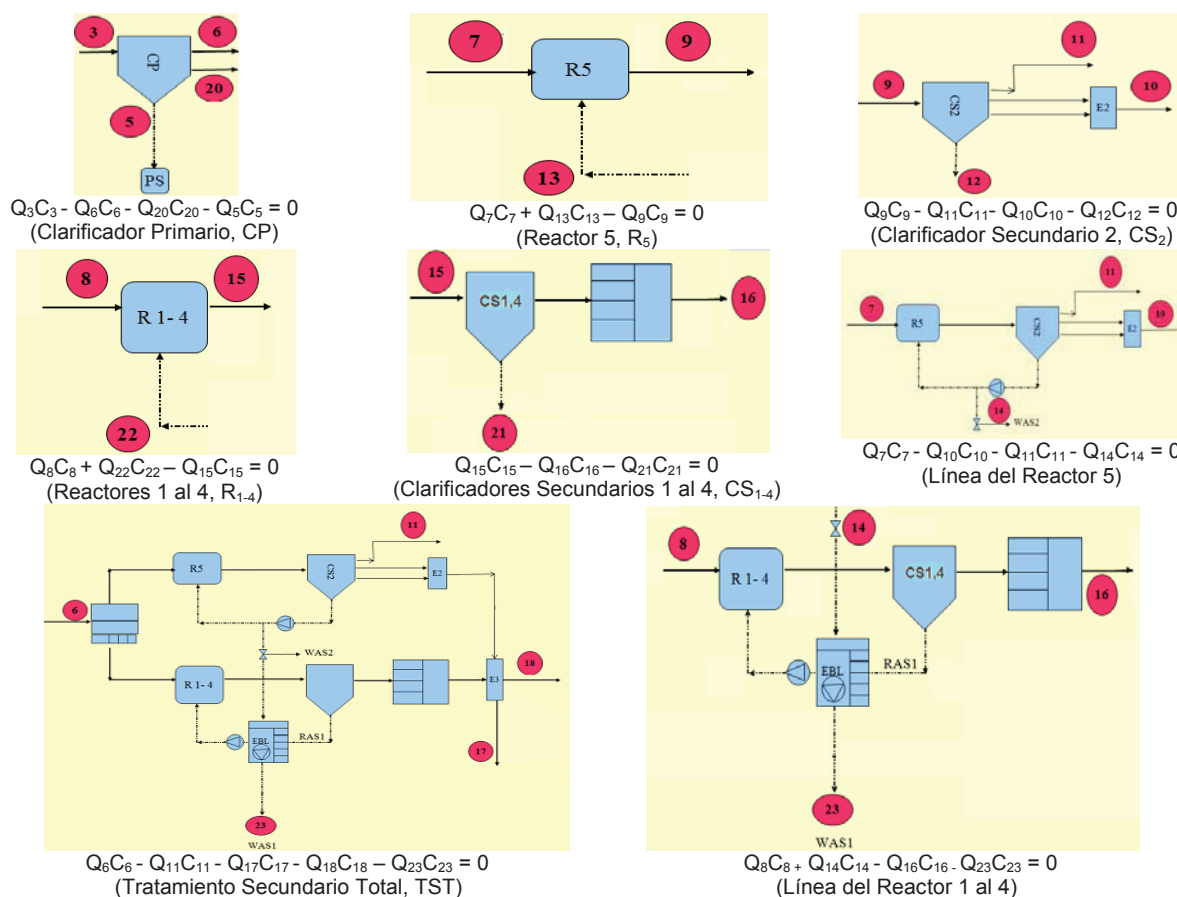 3
6
CP
20
5
PS
Q3C3 - Q6C6 - Q20C20 - Q5C5 = 0
(Clarificador Primario, CP)
7
9
R5
13
Q7C7 + Q13C13 – Q9C9 = 0
(Reactor 5, R5)
11
9
CS2
E2
10
12
Q9C9 - Q11C11- Q10C10 - Q12C12 = 0
(Clarificador Secundario 2, CS2)
8
15
R 1- 4
22
Q8C8 + Q22C22 – Q15C15 = 0
(Reactores 1 al 4, R1-4)
15
CS1,4
16
21
Q15C15 – Q16C16 – Q21C21 = 0
(Clarificadores Secundarios 1 al 4, CS1-4)
11
7
R5
CS2
E2
10
14
WAS2
Q7C7 - Q10C10 - Q11C11 - Q14C14 = 0
(Línea del Reactor 5)
11
R5
CS2
E2
6
WAS2
18
R 1- 4
E3
EBL
RAS1
17
23
WAS1
Q6C6 - Q11C11 - Q17C17 - Q18C18 – Q23C23 = 0
(Tratamiento Secundario Total, TST)
14
8
R 1- 4
CS1,4
16
EBL
RAS1
23
WAS1
Q8C8 + Q14C14 - Q16C16 - Q23C23 = 0
(Línea del Reactor 1 al 4)